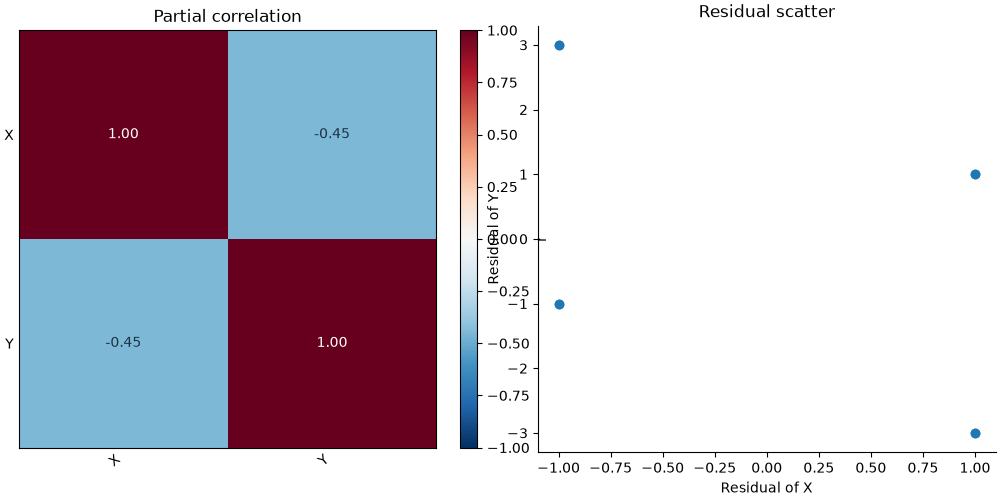 Partial correlation
X
Y
1.00
-0.45
-0.45
1.00
X
Y
1.00
0.75
0.50
0.25
0.00
−0.25
−0.50
−0.75
−1.00
Residual scatter
Residual of Y
3
2
1
0
−1
−2
−3
−1.00 −0.75 −0.50 −0.25 0.00 0.25 0.50 0.75 1.00
Residual of X